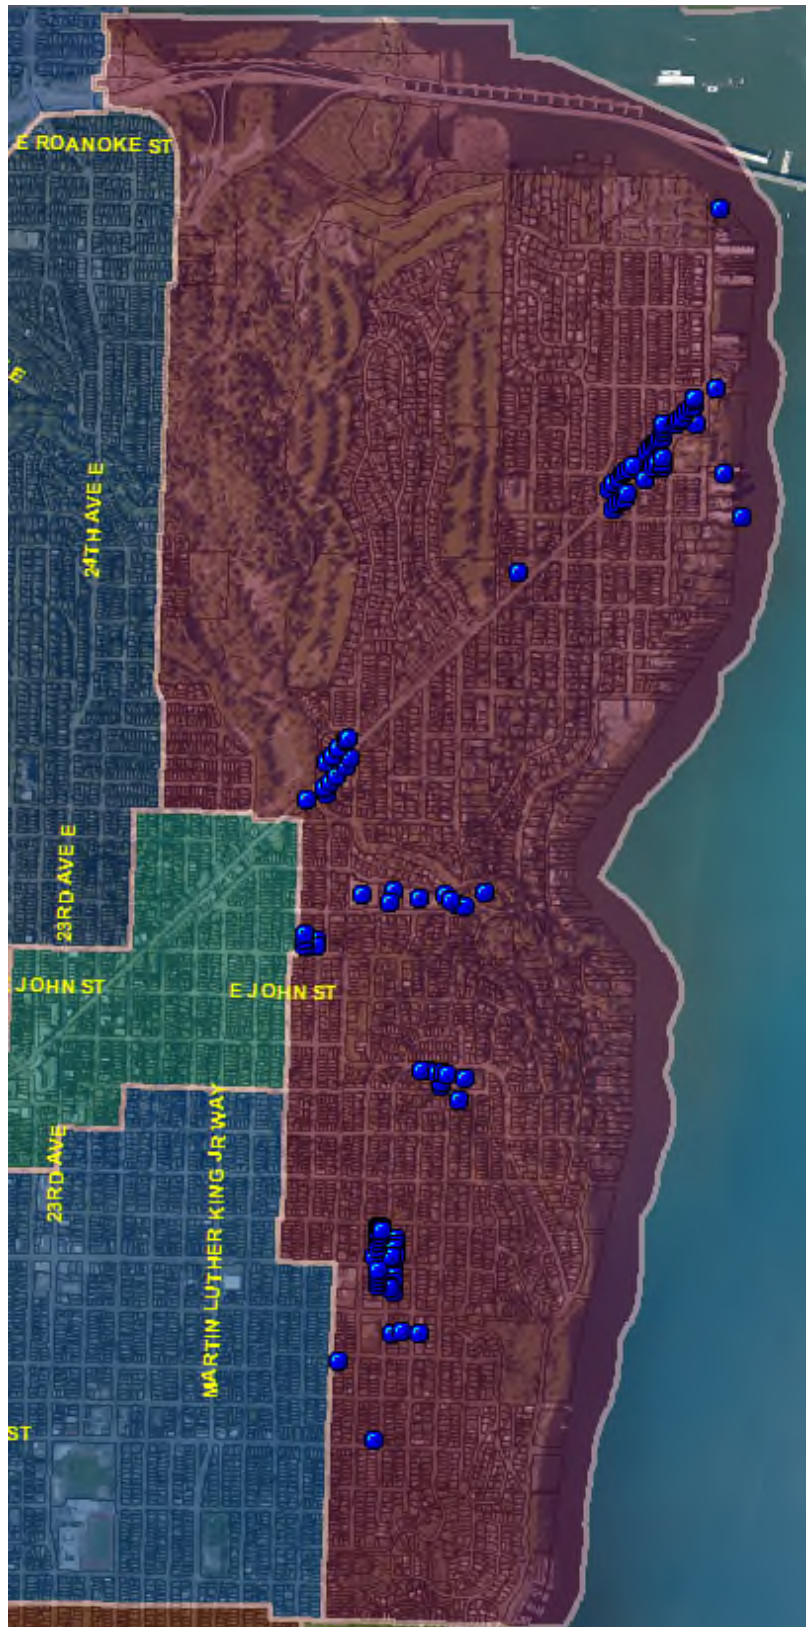 E ROANOKE ST
E
24TH AVE E
23RD AVE E
E JOHN ST
E JOHN ST
MARTIN LUTHER KING JR WAY
23RD AVE
ST